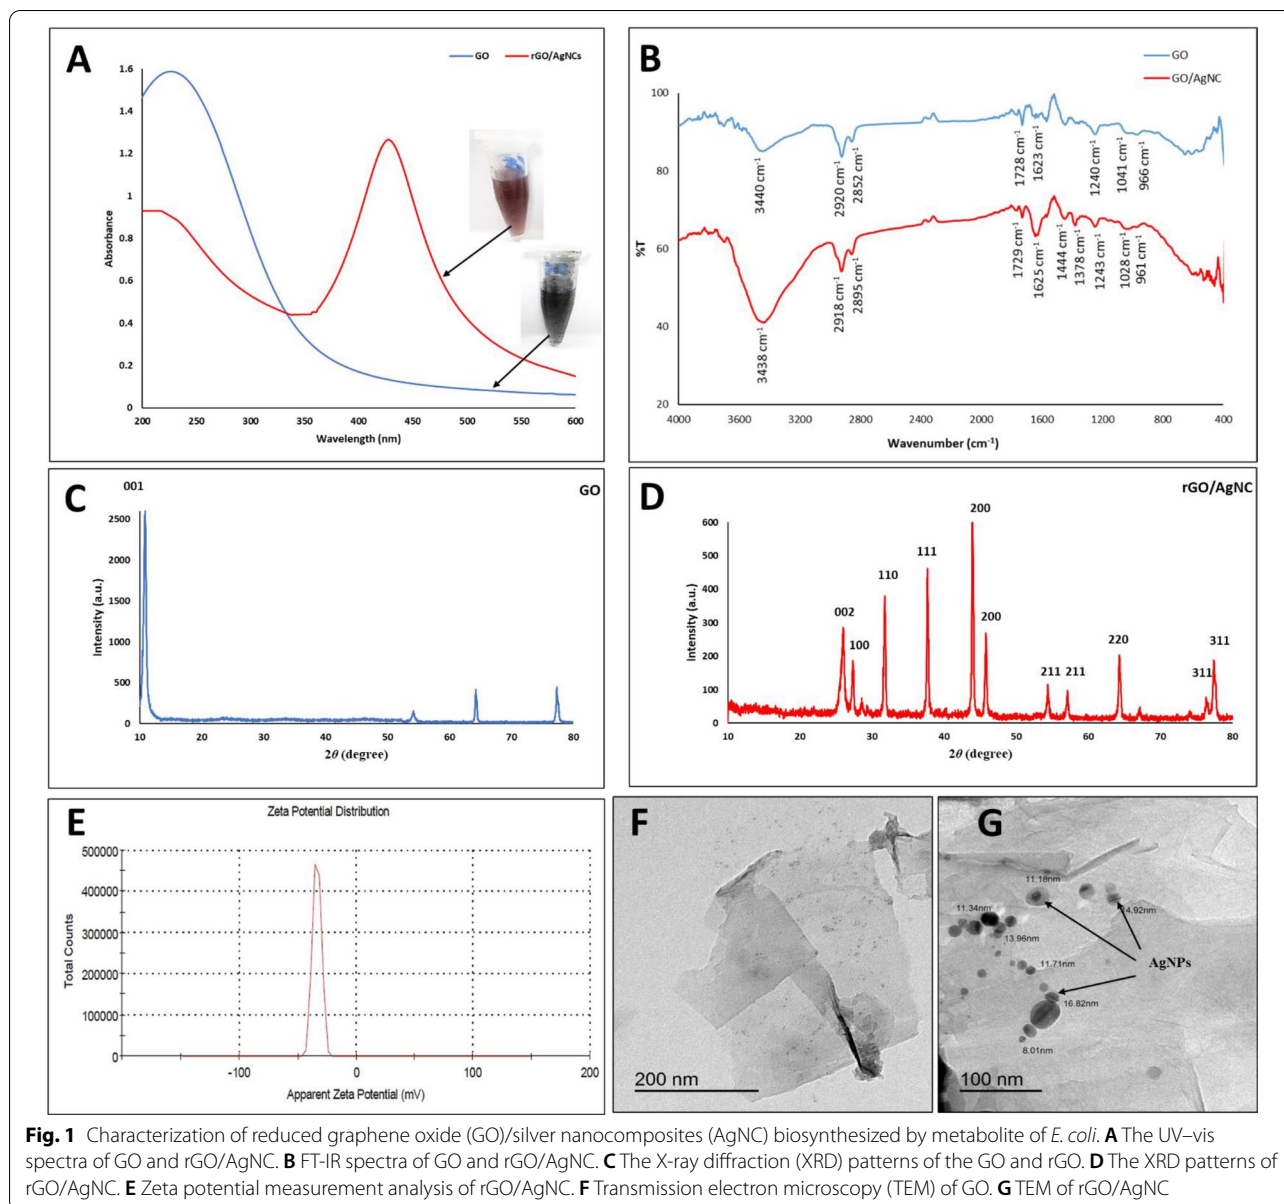 A
GO
rGO/AgNCs
1.6
1.4
1.2
1
0.8
0.6
0.4
0.2
0
Absorbance
200 250 300 350 400 450 500 550 600
Wavelength (nm)
B
GO
GO/AgNC
100
80
60
40
20
%T
3440 cm-1
2920 cm-1
2852 cm-1
1728 cm-1
1623 cm-1
1240 cm-1
1041 cm-1
966 cm-1
3438 cm-1
2918 cm-1
2895 cm-1
1729 cm-1
1625 cm-1
1444 cm-1
1378 cm-1
1243 cm-1
1028 cm-1
961 cm-1
4000 3400 2800 2200 2000 1600 1200 800 400
Wavenumber (cm-1)
C
001
GO
2500
2000
1500
1000
500
0
Intensity (a.u.)
10 20 30 40 50 60 70 80
2θ (degree)
D
rGO/AgNC
600
500
400
300
200
100
0
Intensity (a.u.)
002
100
110
111
200
200
211
211
220
311
311
10 20 30 40 50 60 70 80
2θ (degree)
E
Zeta Potential Distribution
500000
400000
300000
200000
100000
0
Total Counts
-100 0 100 200
Apparent Zeta Potential (mV)
F
200 nm
G
11.18nm
11.34nm
14.92nm
13.96nm
11.71nm
AgNPs
16.82nm
8.01nm
100 nm
Fig. 1 Characterization of reduced graphene oxide (GO)/silver nanocomposites (AgNC) biosynthesized by metabolite of E. coli. A The UV–vis
spectra of GO and rGO/AgNC. B FT-IR spectra of GO and rGO/AgNC. C The X-ray diffraction (XRD) patterns of the GO and rGO. D The XRD patterns of
rGO/AgNC. E Zeta potential measurement analysis of rGO/AgNC. F Transmission electron microscopy (TEM) of GO. G TEM of rGO/AgNC